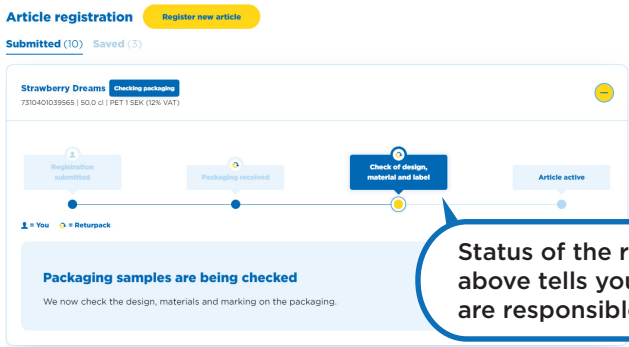 Article registration
Register new article
Submitted (10) Saved (3)
Strawberry Dreams Checking packaging
7310401039565 | 50.0 cl | PET 1 SEK (12% VAT)
Registration
submitted
Packaging received
Check of design,
material and label
Article active
= You = Returpack
Packaging samples are being checked
We now check the design, materials and marking on the packaging.
Status of the r
above tells you
are responsible